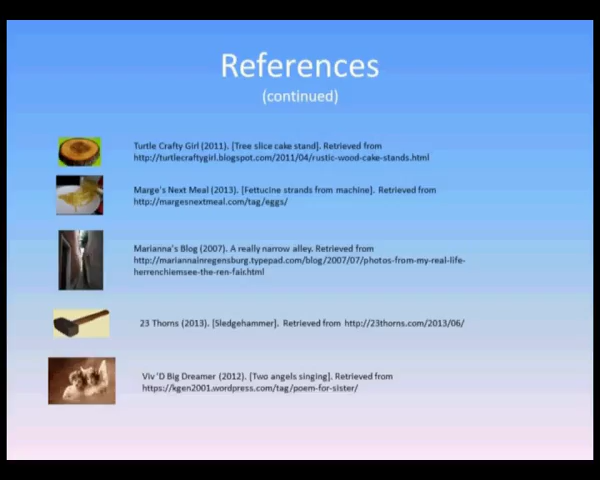 References
(continued)
Turtle Crafty Girl (2011). [Tree slice cake stand]. Retrieved from
http://turtlecraftygirl.blogspot.com/2011/04/rustic-wood-cake-stands.html
Marge's Next Meal (2013). [Fettucine strands from machine]. Retrieved from
http://margesnextmeal.com/tag/eggs/
Marianna's Blog (2007). A really narrow alley. Retrieved from
http://mariannainregensburg.typepad.com/blog/2007/07/photos-from-my-real-life-
herrenchiemsee-the-ren-fair.html
23 Thorns (2013). [Sledgehammer]. Retrieved from http://23thorns.com/2013/06/
Viv 'D Big Dreamer (2012). [Two angels singing]. Retrieved from
https://kgen2001.wordpress.com/tag/poem-for-sister/